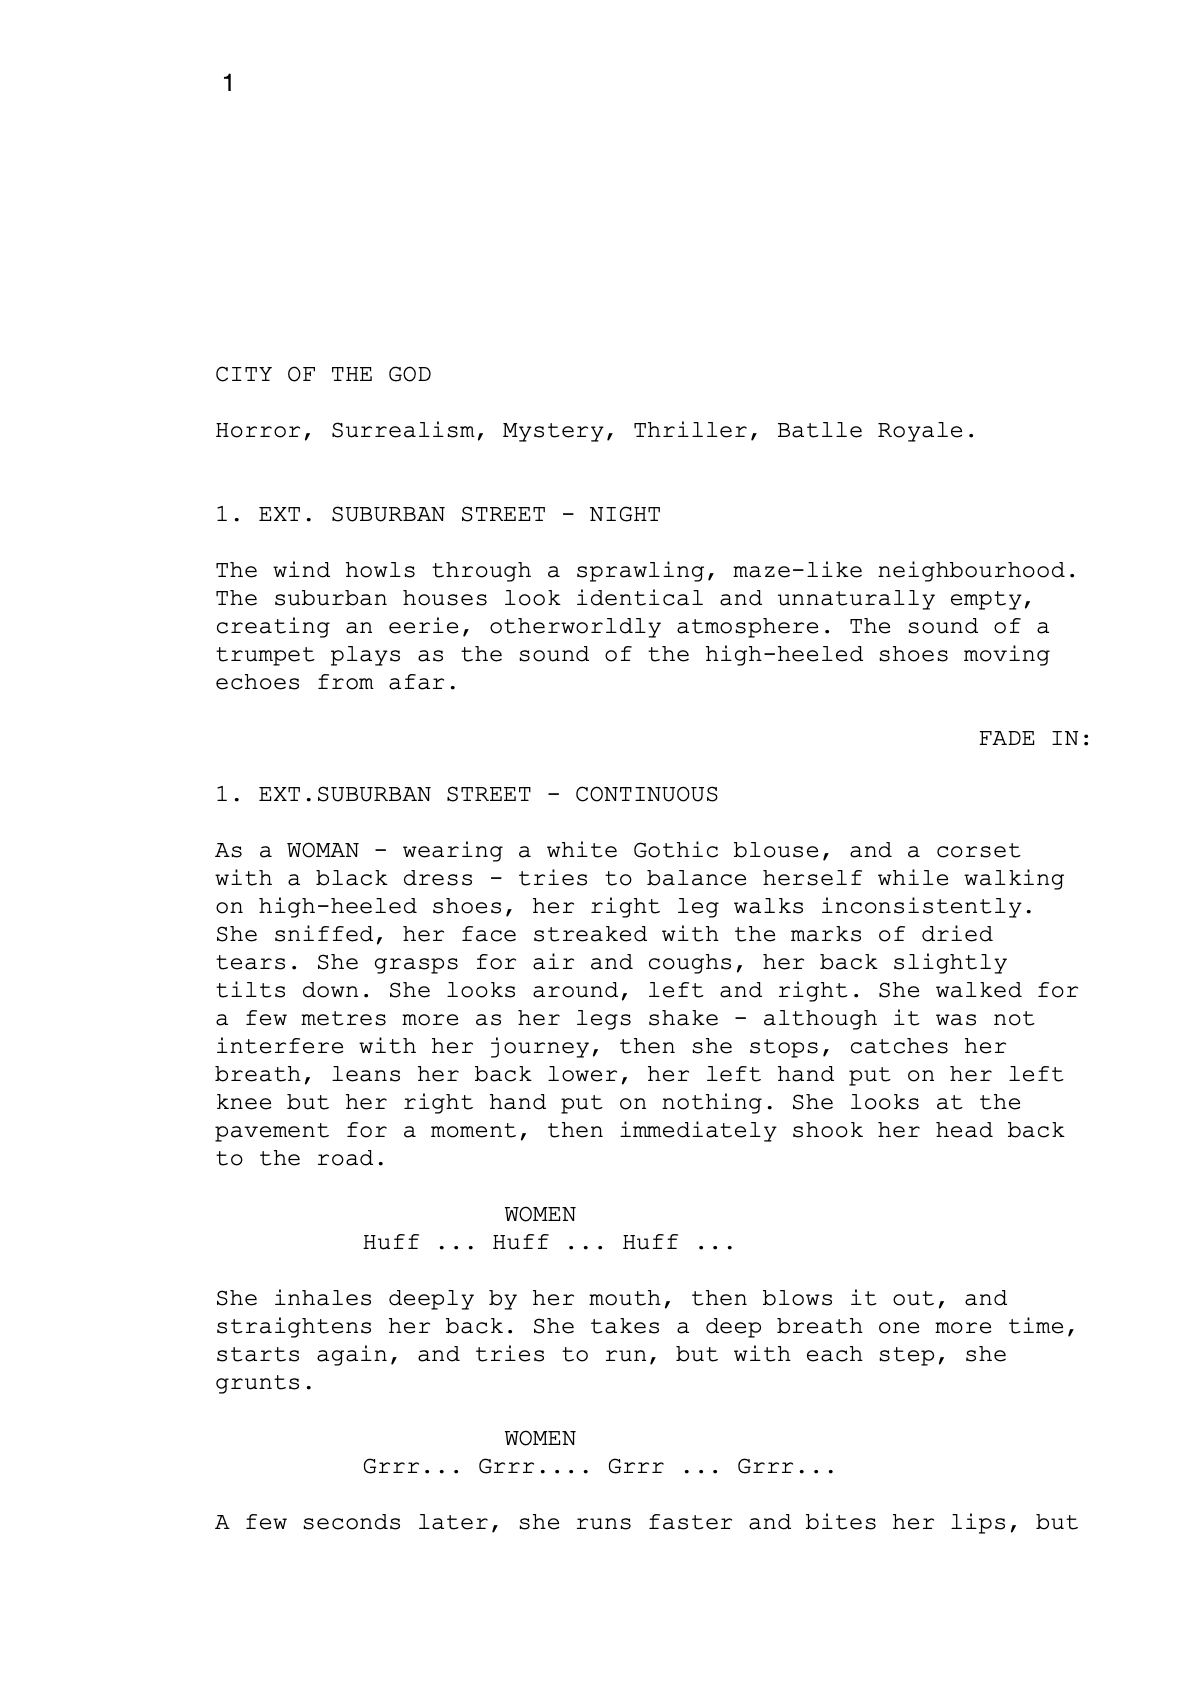 1
CITY OF THE GOD
Horror, Surrealism, Mystery, Thriller, Batlle Royale.
1. EXT. SUBURBAN STREET - NIGHT
The wind howls through a sprawling, maze-like neighbourhood.
The suburban houses look identical and unnaturally empty,
creating an eerie, otherworldly atmosphere. The sound of a
trumpet plays as the sound of the high-heeled shoes moving
echoes from afar.
FADE IN:
1. EXT.SUBURBAN STREET - CONTINUOUS
As a WOMAN - wearing a white Gothic blouse, and a corset
with a black dress - tries to balance herself while walking
on high-heeled shoes, her right leg walks inconsistently.
She sniffed, her face streaked with the marks of dried
tears. She grasps for air and coughs, her back slightly
tilts down. She looks around, left and right. She walked for
a few metres more as her legs shake - although it was not
interfere with her journey, then she stops, catches her
breath, leans her back lower, her left hand put on her left
knee but her right hand put on nothing. She looks at the
pavement for a moment, then immediately shook her head back
to the road.
WOMEN
Huff ... Huff ... Huff ...
She inhales deeply by her mouth, then blows it out, and
straightens her back. She takes a deep breath one more time,
starts again, and tries to run, but with each step, she
grunts.
WOMEN
Grrr... Grrr.... Grrr ... Grrr...
A few seconds later, she runs faster and bites her lips, but